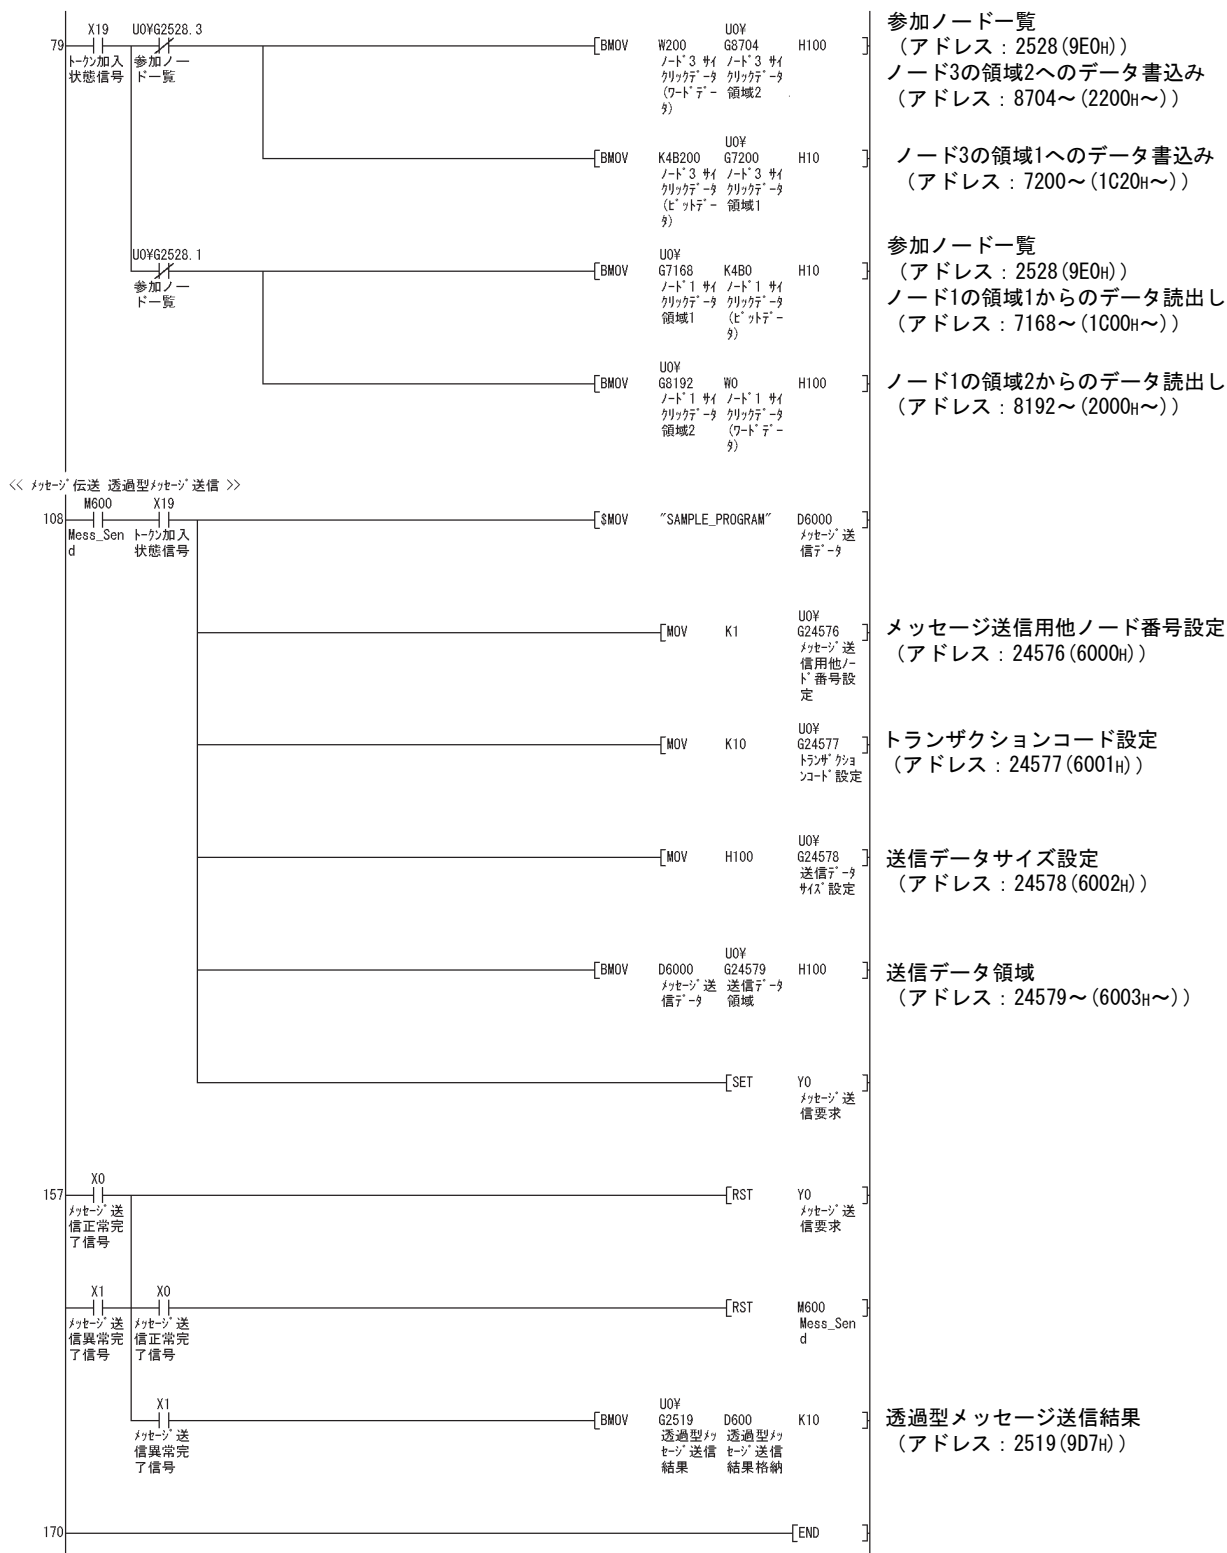 X19 U0¥G2528.3
79
トークン加入
状態信号
参加ノー
ド一覧
U0¥
[BMOV W200 G8704 H100 ]
ノード3 サイ
クリックデータ
(ワードデー
タ)
ノード3 サイ
クリックデータ
領域2
参加ノード一覧
（アドレス：2528(9E0H)）
ノード3の領域2へのデータ書込み
（アドレス：8704～(2200H～)）
U0¥
[BMOV K4B200 G7200 H10 ]
ノード3 サイ
クリックデータ
(ビットデー
タ)
ノード3 サイ
クリックデータ
領域1
ノード3の領域1へのデータ書込み
（アドレス：7200～(1C20H～)）
U0¥G2528.1
参加ノー
ド一覧
U0¥
[BMOV G7168 K4B0 H10 ]
ノード1 サイ
クリックデータ
領域1
ノード1 サイ
クリックデータ
(ビットデー
タ)
参加ノード一覧
（アドレス：2528(9E0H)）
ノード1の領域1からのデータ読出し
（アドレス：7168～(1C00H～)）
U0¥
[BMOV G8192 W0 H100 ]
ノード1 サイ
クリックデータ
領域2
ノード1 サイ
クリックデータ
(ワードデー
タ)
ノード1の領域2からのデータ読出し
（アドレス：8192～(2000H～)）
<< メッセージ伝送 透過型メッセージ送信 >>
M600 X19
108
Mess_Sen
d
トークン加入
状態信号
[$MOV "SAMPLE_PROGRAM" D6000 ]
メッセージ送
信データ
U0¥
[MOV K1 G24576 ]
メッセージ送
信用他ノー
ド番号設
定
メッセージ送信用他ノード番号設定
（アドレス：24576(6000H)）
U0¥
[MOV K10 G24577 ]
トランザクショ
ンコード設定
トランザクションコード設定
（アドレス：24577(6001H)）
U0¥
[MOV H100 G24578 ]
送信データ
サイズ設定
送信データサイズ設定
（アドレス：24578(6002H)）
U0¥
[BMOV D6000 G24579 H100 ]
メッセージ送
信データ
送信データ
領域
送信データ領域
（アドレス：24579～(6003H～)）
[SET Y0 ]
メッセージ送
信要求
X0
157
メッセージ送
信正常完
了信号
[RST Y0 ]
メッセージ送
信要求
X1 X0
メッセージ送
信異常完
了信号
メッセージ送
信正常完
了信号
[RST M600 ]
Mess_Sen
d
X1
メッセージ送
信異常完
了信号
U0¥
[BMOV G2519 D600 K10 ]
透過型メッ
セージ送信
結果
透過型メッ
セージ送信
結果格納
透過型メッセージ送信結果
（アドレス：2519(9D7H)）
170
[END ]